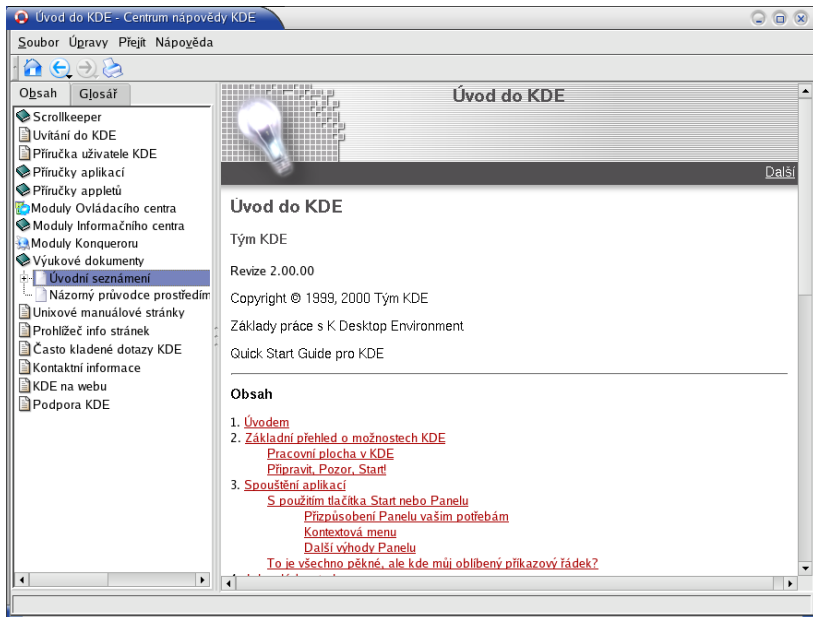 Úvod do KDE - Centrum nápovědy KDE
Soubor Úpravy Přejít Nápověda
Obsah Glosář
Scrollkeeper
Uvítání do KDE
Příručka uživatele KDE
Příručky aplikací
Příručky appletů
Moduly Ovládacího centra
Moduly Informačního centra
Moduly Konqueroru
Výukové dokumenty
Úvodní seznámení
Názorný průvodce prostředím
Unixové manuálové stránky
Prohlížeč info stránek
Často kladené dotazy KDE
Kontaktní informace
KDE na webu
Podpora KDE
Úvod do KDE
Další
Úvod do KDE
Tým KDE
Revize 2.00.00
Copyright © 1999, 2000 Tým KDE
Základy práce s K Desktop Environment
Quick Start Guide pro KDE
Obsah
1. Úvodem
2. Základní přehled o možnostech KDE
Pracovní plocha v KDE
Připravit, Pozor, Start!
3. Spouštění aplikací
S použitím tlačítka Start nebo Panelu
Přizpůsobení Panelu vašim potřebám
Kontextová menu
Další výhody Panelu
To je všechno pěkné, ale kde můj oblíbený příkazový řádek?